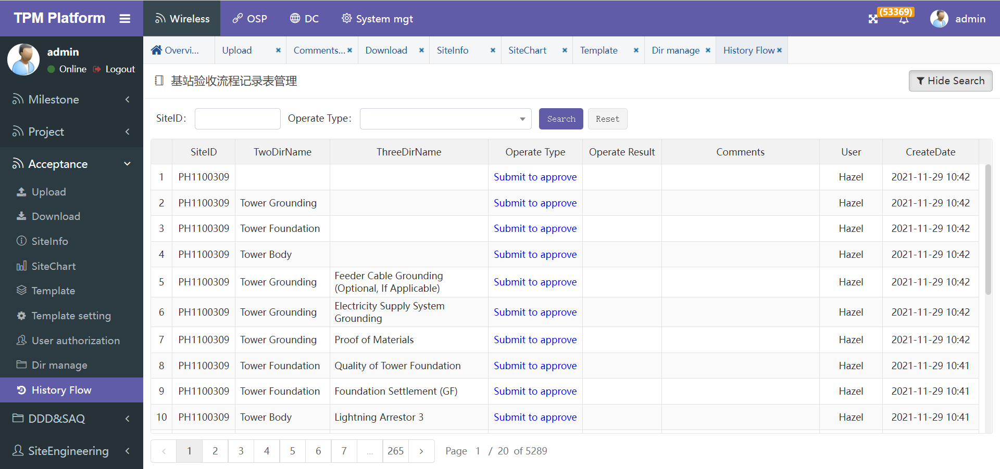 TPM Platform
Wireless
OSP
DC
System mgt
(53369)
admin
admin
Online
Logout
Overvi...
Upload
Comments...
Download
SiteInfo
SiteChart
Template
Dir manage
History Flow
基站验收流程记录表管理
Hide Search
SiteID:
Operate Type:
Search
Reset
Milestone
Project
Acceptance
Upload
Download
SiteInfo
SiteChart
Template
Template setting
User authorization
Dir manage
History Flow
DDD&SAQ
SiteEngineering
SiteID TwoDirName ThreeDirName Operate Type Operate Result Comments User CreateDate
1 PH1100309 Submit to approve Hazel 2021-11-29 10:42
2 PH1100309 Tower Grounding Submit to approve Hazel 2021-11-29 10:42
3 PH1100309 Tower Foundation Submit to approve Hazel 2021-11-29 10:42
4 PH1100309 Tower Body Submit to approve Hazel 2021-11-29 10:42
5 PH1100309 Tower Grounding Feeder Cable Grounding (Optional, If Applicable) Submit to approve Hazel 2021-11-29 10:42
6 PH1100309 Tower Grounding Electricity Supply System Grounding Submit to approve Hazel 2021-11-29 10:42
7 PH1100309 Tower Grounding Proof of Materials Submit to approve Hazel 2021-11-29 10:42
8 PH1100309 Tower Foundation Quality of Tower Foundation Submit to approve Hazel 2021-11-29 10:41
9 PH1100309 Tower Foundation Foundation Settlement (GF) Submit to approve Hazel 2021-11-29 10:41
10 PH1100309 Tower Body Lightning Arrestor 3 Submit to approve Hazel 2021-11-29 10:41
< 1 2 3 4 5 6 7 ... 265 > Page 1 / 20 of 5289